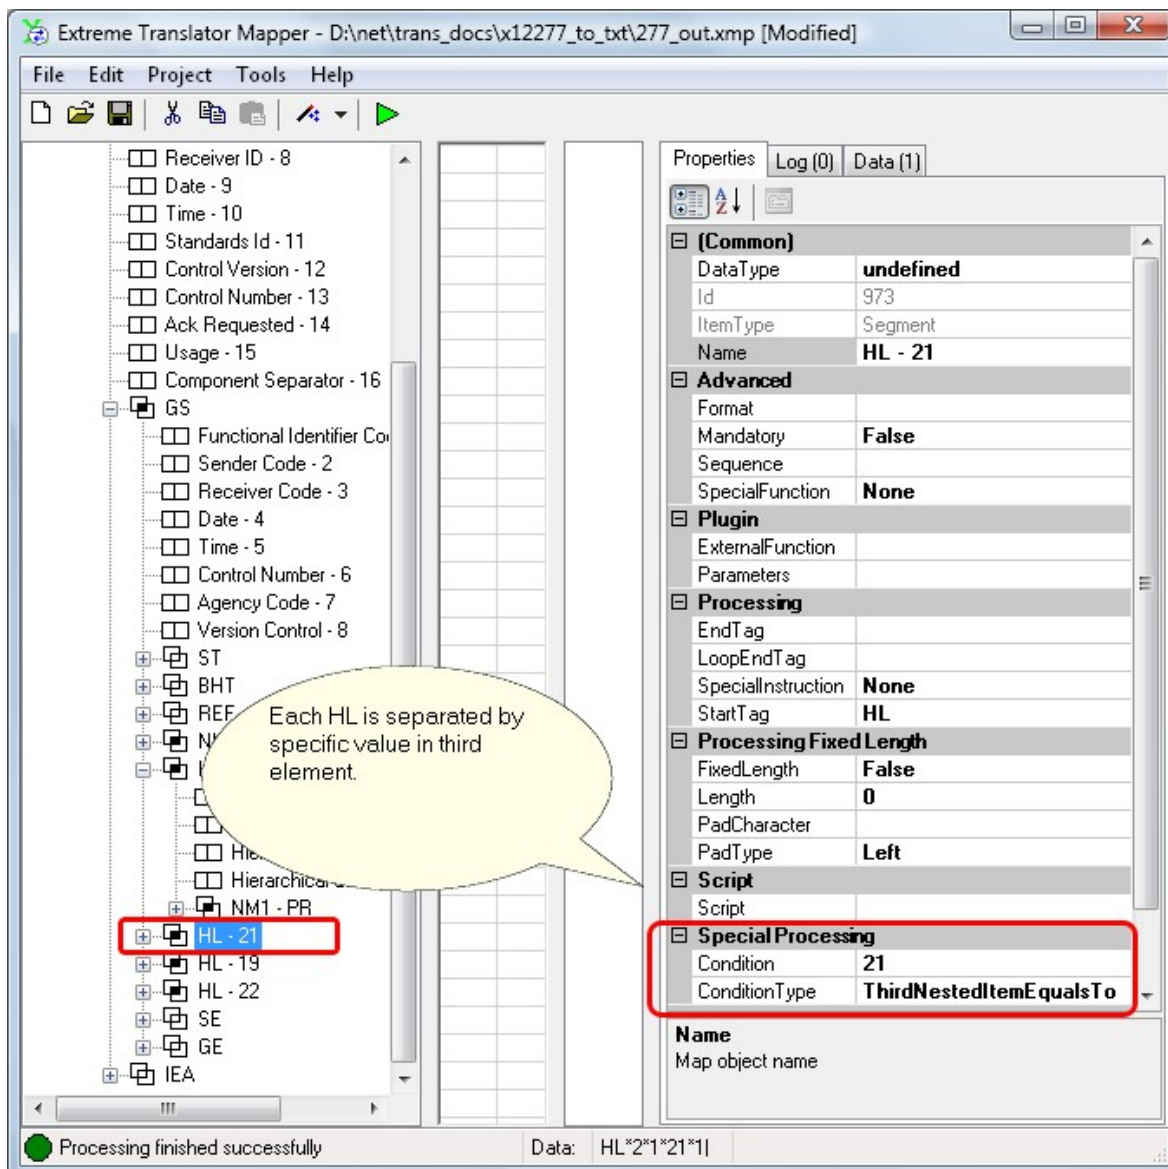 Extreme Translator Mapper - D:\net\trans_docs\x12277_to_txt\277_out.xmp [Modified]
File Edit Project Tools Help
Receiver ID - 8
Date - 9
Time - 10
Standards Id - 11
Control Version - 12
Control Number - 13
Ack Requested - 14
Usage - 15
Component Separator - 16
GS
Functional Identifier Co
Sender Code - 2
Receiver Code - 3
Date - 4
Time - 5
Control Number - 6
Agency Code - 7
Version Control - 8
ST
BHT
REF
Hierarchical
NM1 - PR
HL - 21
HL - 19
HL - 22
SE
GE
IEA
Each HL is separated by
specific value in third
element.
Properties Log (0) Data (1)
(Common)
DataType undefined
Id 973
ItemType Segment
Name HL - 21
Advanced
Format
Mandatory False
Sequence
SpecialFunction None
Plugin
ExternalFunction
Parameters
Processing
EndTag
LoopEndTag
SpecialInstruction None
StartTag HL
Processing Fixed Length
FixedLength False
Length 0
PadCharacter
PadType Left
Script
Script
Special Processing
Condition 21
ConditionType ThirdNestedItemEqualsTo
Name
Map object name
Processing finished successfully
Data: HL*2*1*21*1|